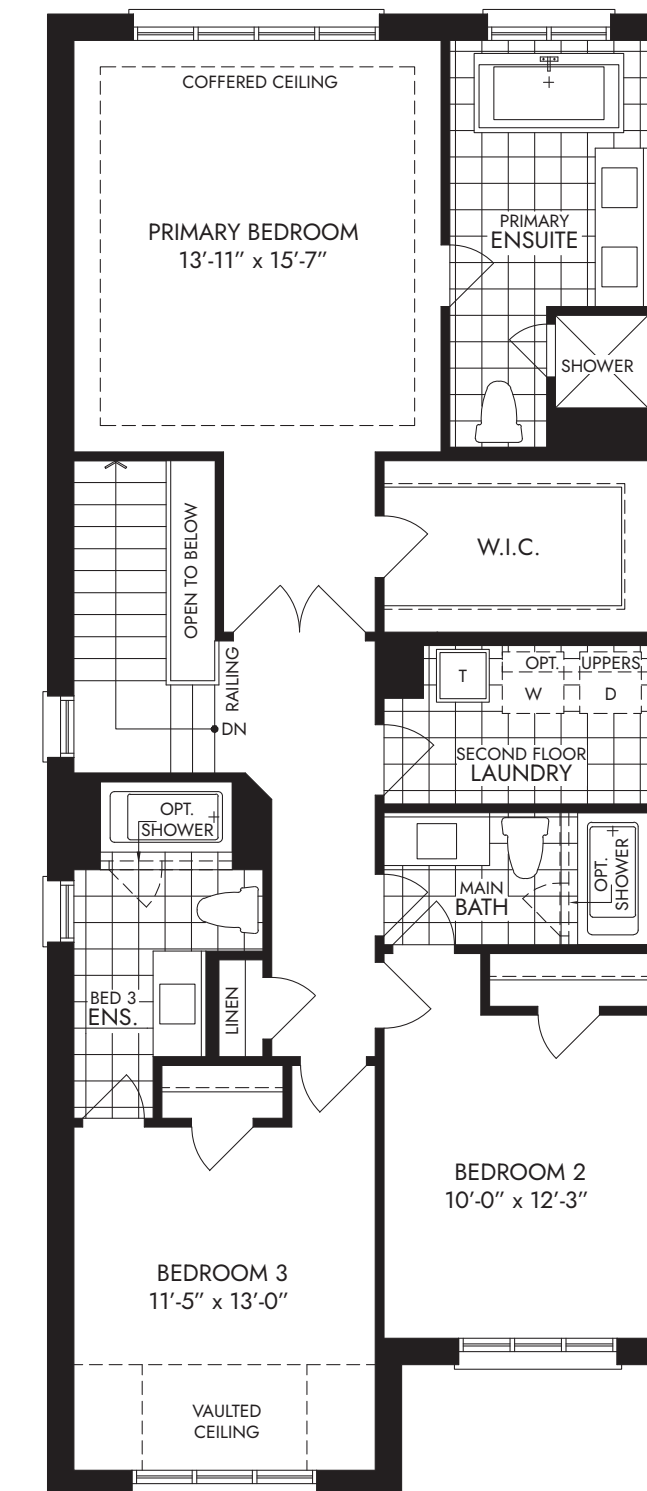 COFFERED CEILING
PRIMARY BEDROOM
13'-11” x 15'-7”
PRIMARY
ENSUITE
SHOWER
OPEN TO BELOW
W.I.C.
RAILING
DN
T
OPT. UPPERS
W D
SECOND FLOOR
LAUNDRY
OPT.
SHOWER
MAIN
BATH
OPT.
SHOWER
BED 3
ENS.
LINEN
BEDROOM 2
10'-0” x 12'-3”
BEDROOM 3
11'-5” x 13'-0”
VAULTED
CEILING